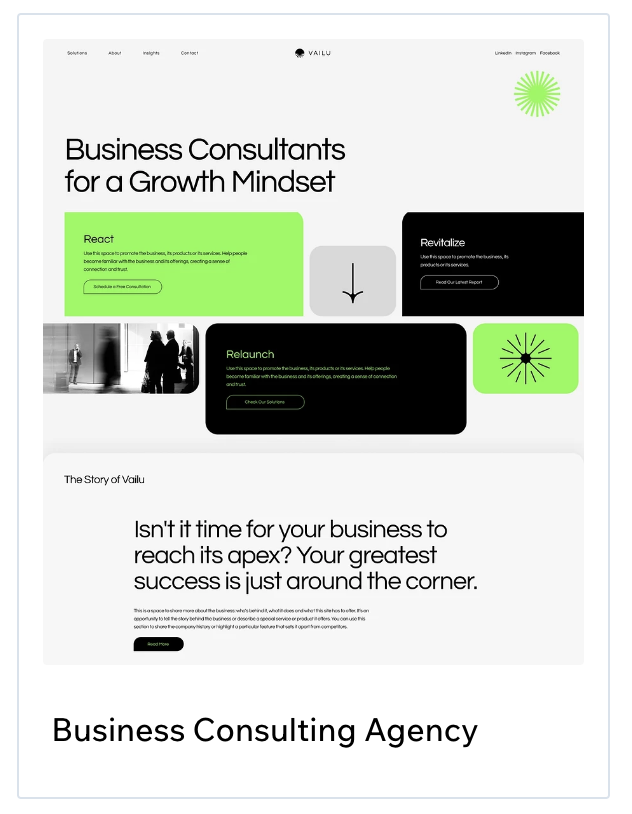 Solutions About Insights Contact VAILU LinkedIn Instagram Facebook
Business Consultants
for a Growth Mindset
React
Use this space to promote the business, its products or its services. Help people
become familiar with the business and its offerings, creating a sense of
connection and trust.
Schedule a Free Consultation
Revitalize
Use this space to promote the business, its
products or its services.
Read Our Latest Report
Relaunch
Use this space to promote the business, its products or its services. Help people
become familiar with the business and its offerings, creating a sense of connection
and trust.
Check Our Solutions
The Story of Vailu
Isn't it time for your business to
reach its apex? Your greatest
success is just around the corner.
This is a space to share more about the business: who's behind it, what it does and what this site has to offer. It's an
opportunity to tell the story behind the business or describe a special service or product it offers. You can use this
section to share the company history or highlight a particular feature that sets it apart from competitors.
Read More
Business Consulting Agency